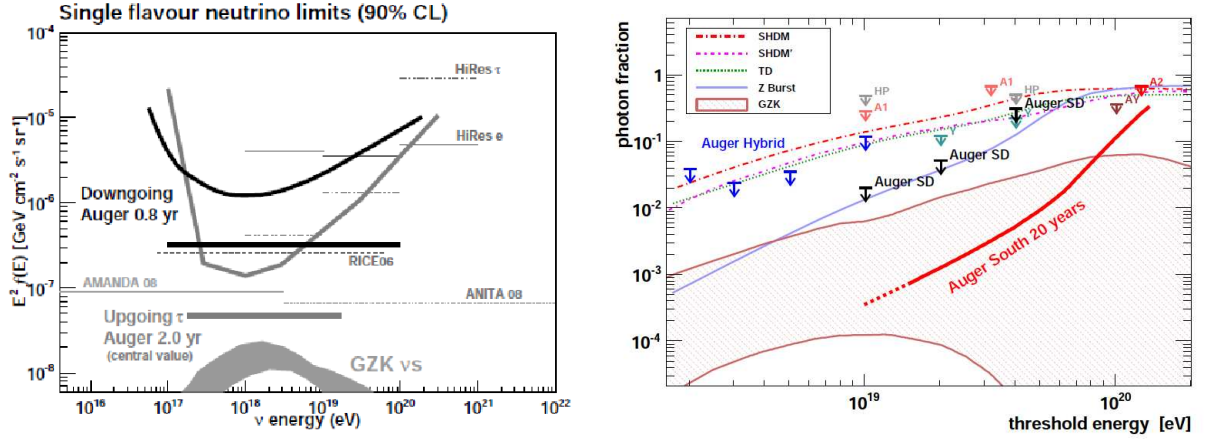 Single flavour neutrino limits (90% CL)
E² f(E) [GeV cm⁻² s⁻¹ sr⁻¹]
10⁻⁴
10⁻⁵
10⁻⁶
10⁻⁷
10⁻⁸
HiRes τ
HiRes e
Downgoing
Auger 0.8 yr
RICE06
AMANDA 08
ANITA 08
Upgoing τ
Auger 2.0 yr
(central value)
GZK νs
10¹⁶
10¹⁷
10¹⁸
10¹⁹
10²⁰
10²¹
10²²
ν energy (eV)
photon fraction
1
10⁻¹
10⁻²
10⁻³
10⁻⁴
SHDM
SHDM'
TD
Z Burst
GZK
HP
A1
A1
HP
A2
AY
Y
Y
Auger SD
Auger Hybrid
Auger SD
Auger SD
Auger South 20 years
10¹⁹
10²⁰
threshold energy [eV]